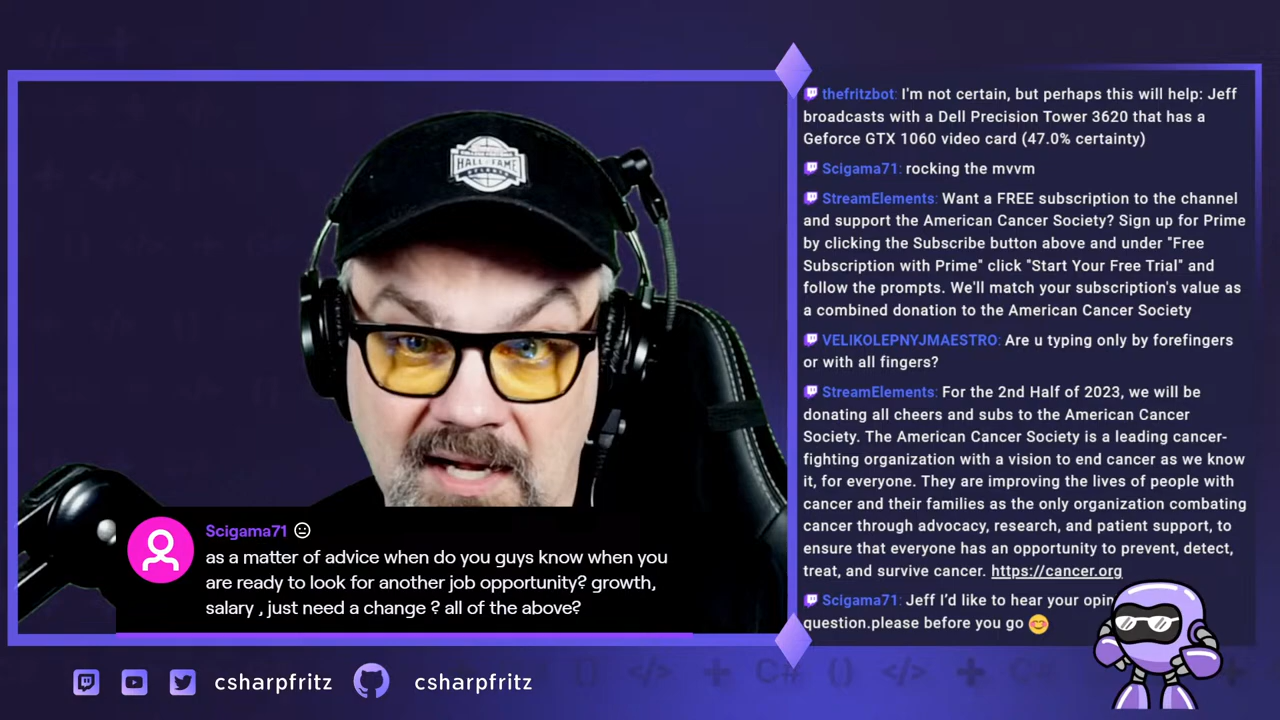 HALL OF FAME
thefritzbot: I'm not certain, but perhaps this will help: Jeff
broadcasts with a Dell Precision Tower 3620 that has a
Geforce GTX 1060 video card (47.0% certainty)
Scigama71: rocking the mvvm
StreamElements: Want a FREE subscription to the channel
and support the American Cancer Society? Sign up for Prime
by clicking the Subscribe button above and under "Free
Subscription with Prime" click "Start Your Free Trial" and
follow the prompts. We'll match your subscription's value as
a combined donation to the American Cancer Society
VELIKOLEPNYJMAESTRO: Are u typing only by forefingers
or with all fingers?
StreamElements: For the 2nd Half of 2023, we will be
donating all cheers and subs to the American Cancer
Society. The American Cancer Society is a leading cancer-
fighting organization with a vision to end cancer as we know
it, for everyone. They are improving the lives of people with
cancer and their families as the only organization combating
cancer through advocacy, research, and patient support, to
ensure that everyone has an opportunity to prevent, detect,
treat, and survive cancer. https://cancer.org
Scigama71: Jeff I'd like to hear your opin
question.please before you go 😊
Scigama71 😐
as a matter of advice when do you guys know when you
are ready to look for another job opportunity? growth,
salary , just need a change ? all of the above?
csharpfritz csharpfritz